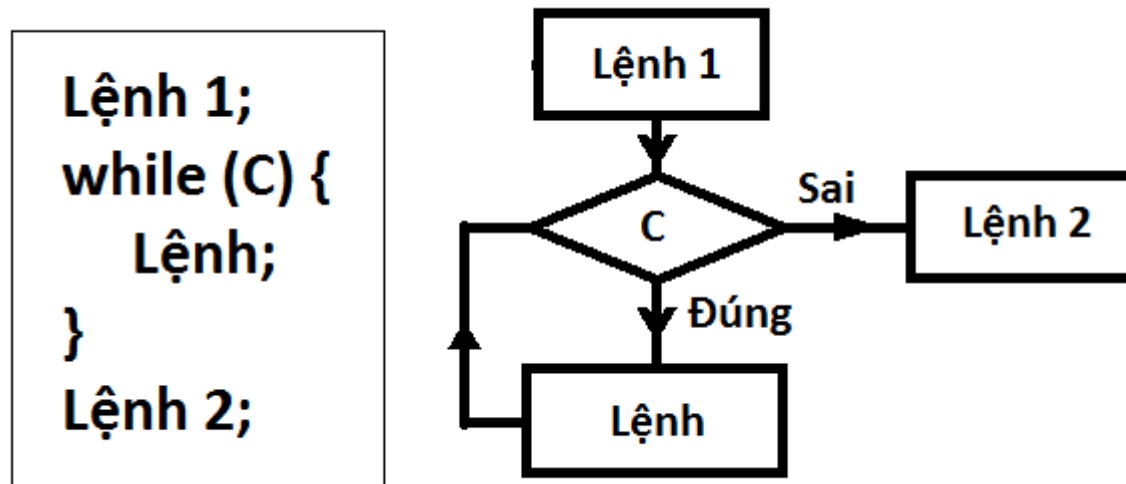 Lệnh 1;
while (C) {
Lệnh;
}
Lệnh 2;
Lệnh 1
C
Sai
Lệnh 2
Đúng
Lệnh